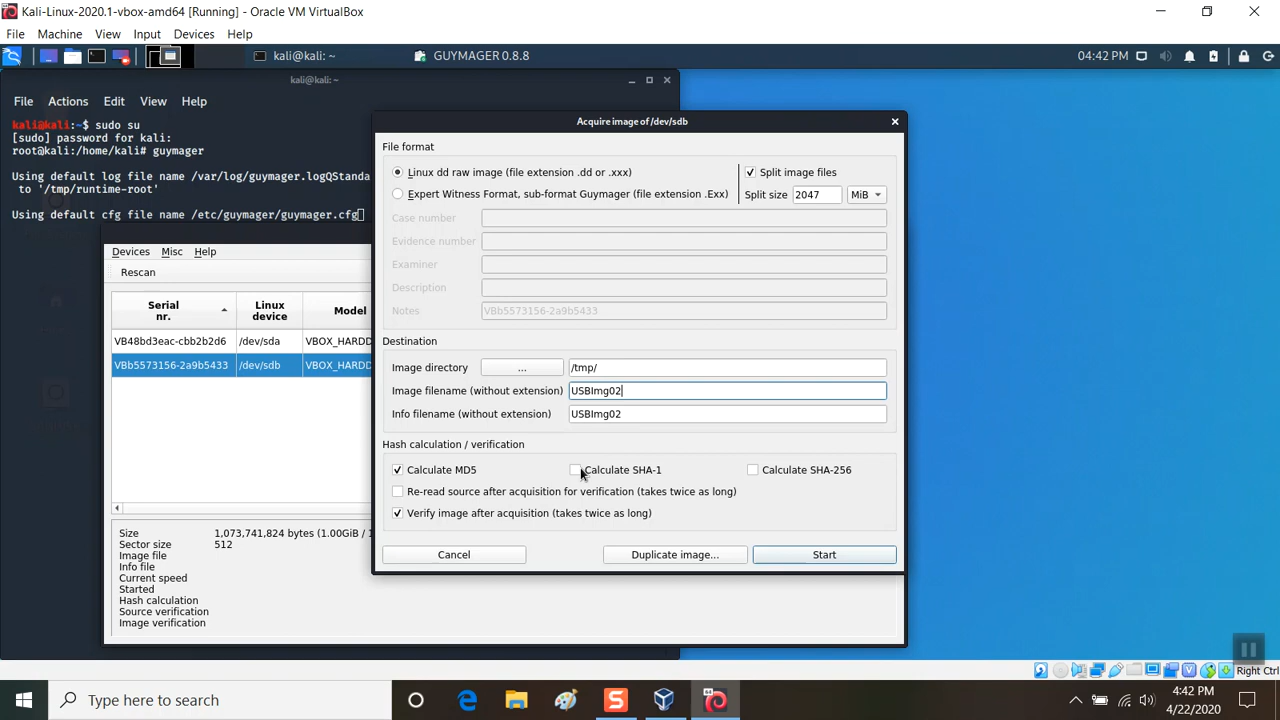 Kali-Linux-2020.1-vbox-amd64 [Running] - Oracle VM VirtualBox
File Machine View Input Devices Help
kali@kali: ~
GUYMAGER 0.8.8
04:42 PM
kali@kali:~
File Actions Edit View Help
kali@kali:~$ sudo su
[sudo] password for kali:
root@kali:/home/kali# guymager
Using default log file name /var/log/guymager.logQStanda
to '/tmp/runtime-root'
Using default cfg file name /etc/guymager/guymager.cfg
Devices Misc Help
Rescan
Serial nr. Linux device Model
VB48bd3eac-cbb2b2d6 /dev/sda VBOX_HARDD
VBb5573156-2a9b5433 /dev/sdb VBOX_HARDD
Size 1,073,741,824 bytes (1.00GiB / 1
Sector size 512
Image file
Info file
Current speed
Started
Hash calculation
Source verification
Image verification
Acquire image of /dev/sdb
File format
Linux dd raw image (file extension .dd or .xxx)
Split image files
Expert Witness Format, sub-format Guymager (file extension .Exx)
Split size 2047 MiB
Case number
Evidence number
Examiner
Description
Notes VBb5573156-2a9b5433
Destination
Image directory ... /tmp/
Image filename (without extension) USBImg02
Info filename (without extension) USBImg02
Hash calculation / verification
Calculate MD5 Calculate SHA-1 Calculate SHA-256
Re-read source after acquisition for verification (takes twice as long)
Verify image after acquisition (takes twice as long)
Cancel Duplicate image... Start
Right Ctrl
Type here to search
4:42 PM
4/22/2020